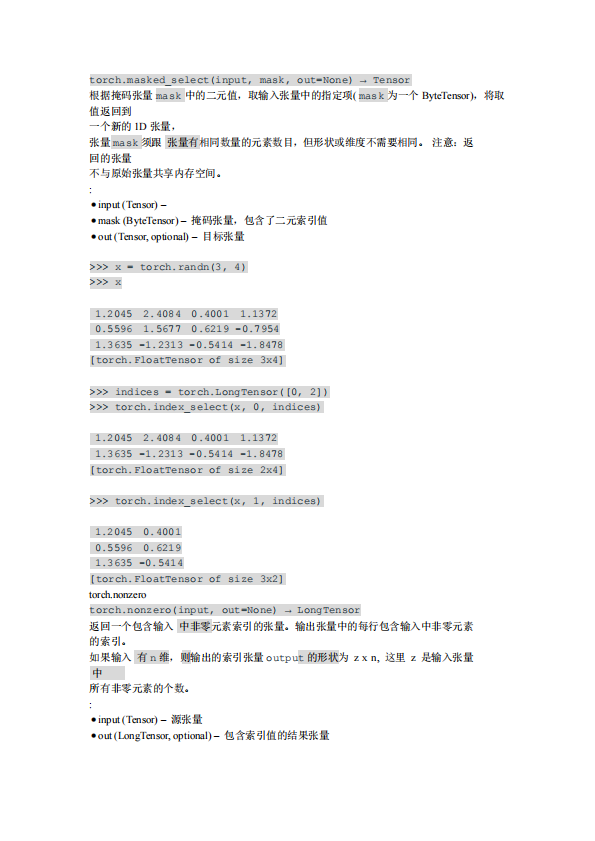 torch.masked_select(input, mask, out=None) → Tensor
根据掩码张量 mask 中的二元值，取输入张量中的指定项( mask 为一个 ByteTensor)，将取
值返回到
一个新的 1D 张量，
张量 mask 须跟 张量有相同数量的元素数目，但形状或维度不需要相同。 注意：返
回的张量
不与原始张量共享内存空间。
:
●input (Tensor) –
●mask (ByteTensor) – 掩码张量，包含了二元索引值
●out (Tensor, optional) – 目标张量
>>> x = torch.randn(3, 4)
>>> x
1.2045 2.4084 0.4001 1.1372
0.5596 1.5677 0.6219 -0.7954
1.3635 -1.2313 -0.5414 -1.8478
[torch.FloatTensor of size 3x4]
>>> indices = torch.LongTensor([0, 2])
>>> torch.index_select(x, 0, indices)
1.2045 2.4084 0.4001 1.1372
1.3635 -1.2313 -0.5414 -1.8478
[torch.FloatTensor of size 2x4]
>>> torch.index_select(x, 1, indices)
1.2045 0.4001
0.5596 0.6219
1.3635 -0.5414
[torch.FloatTensor of size 3x2]
torch.nonzero
torch.nonzero(input, out=None) → LongTensor
返回一个包含输入 中非零元素索引的张量。输出张量中的每行包含输入中非零元素
的索引。
如果输入 有 n 维，则输出的索引张量 output 的形状为 z x n, 这里 z 是输入张量
中
所有非零元素的个数。
:
●input (Tensor) – 源张量
●out (LongTensor, optional) – 包含索引值的结果张量